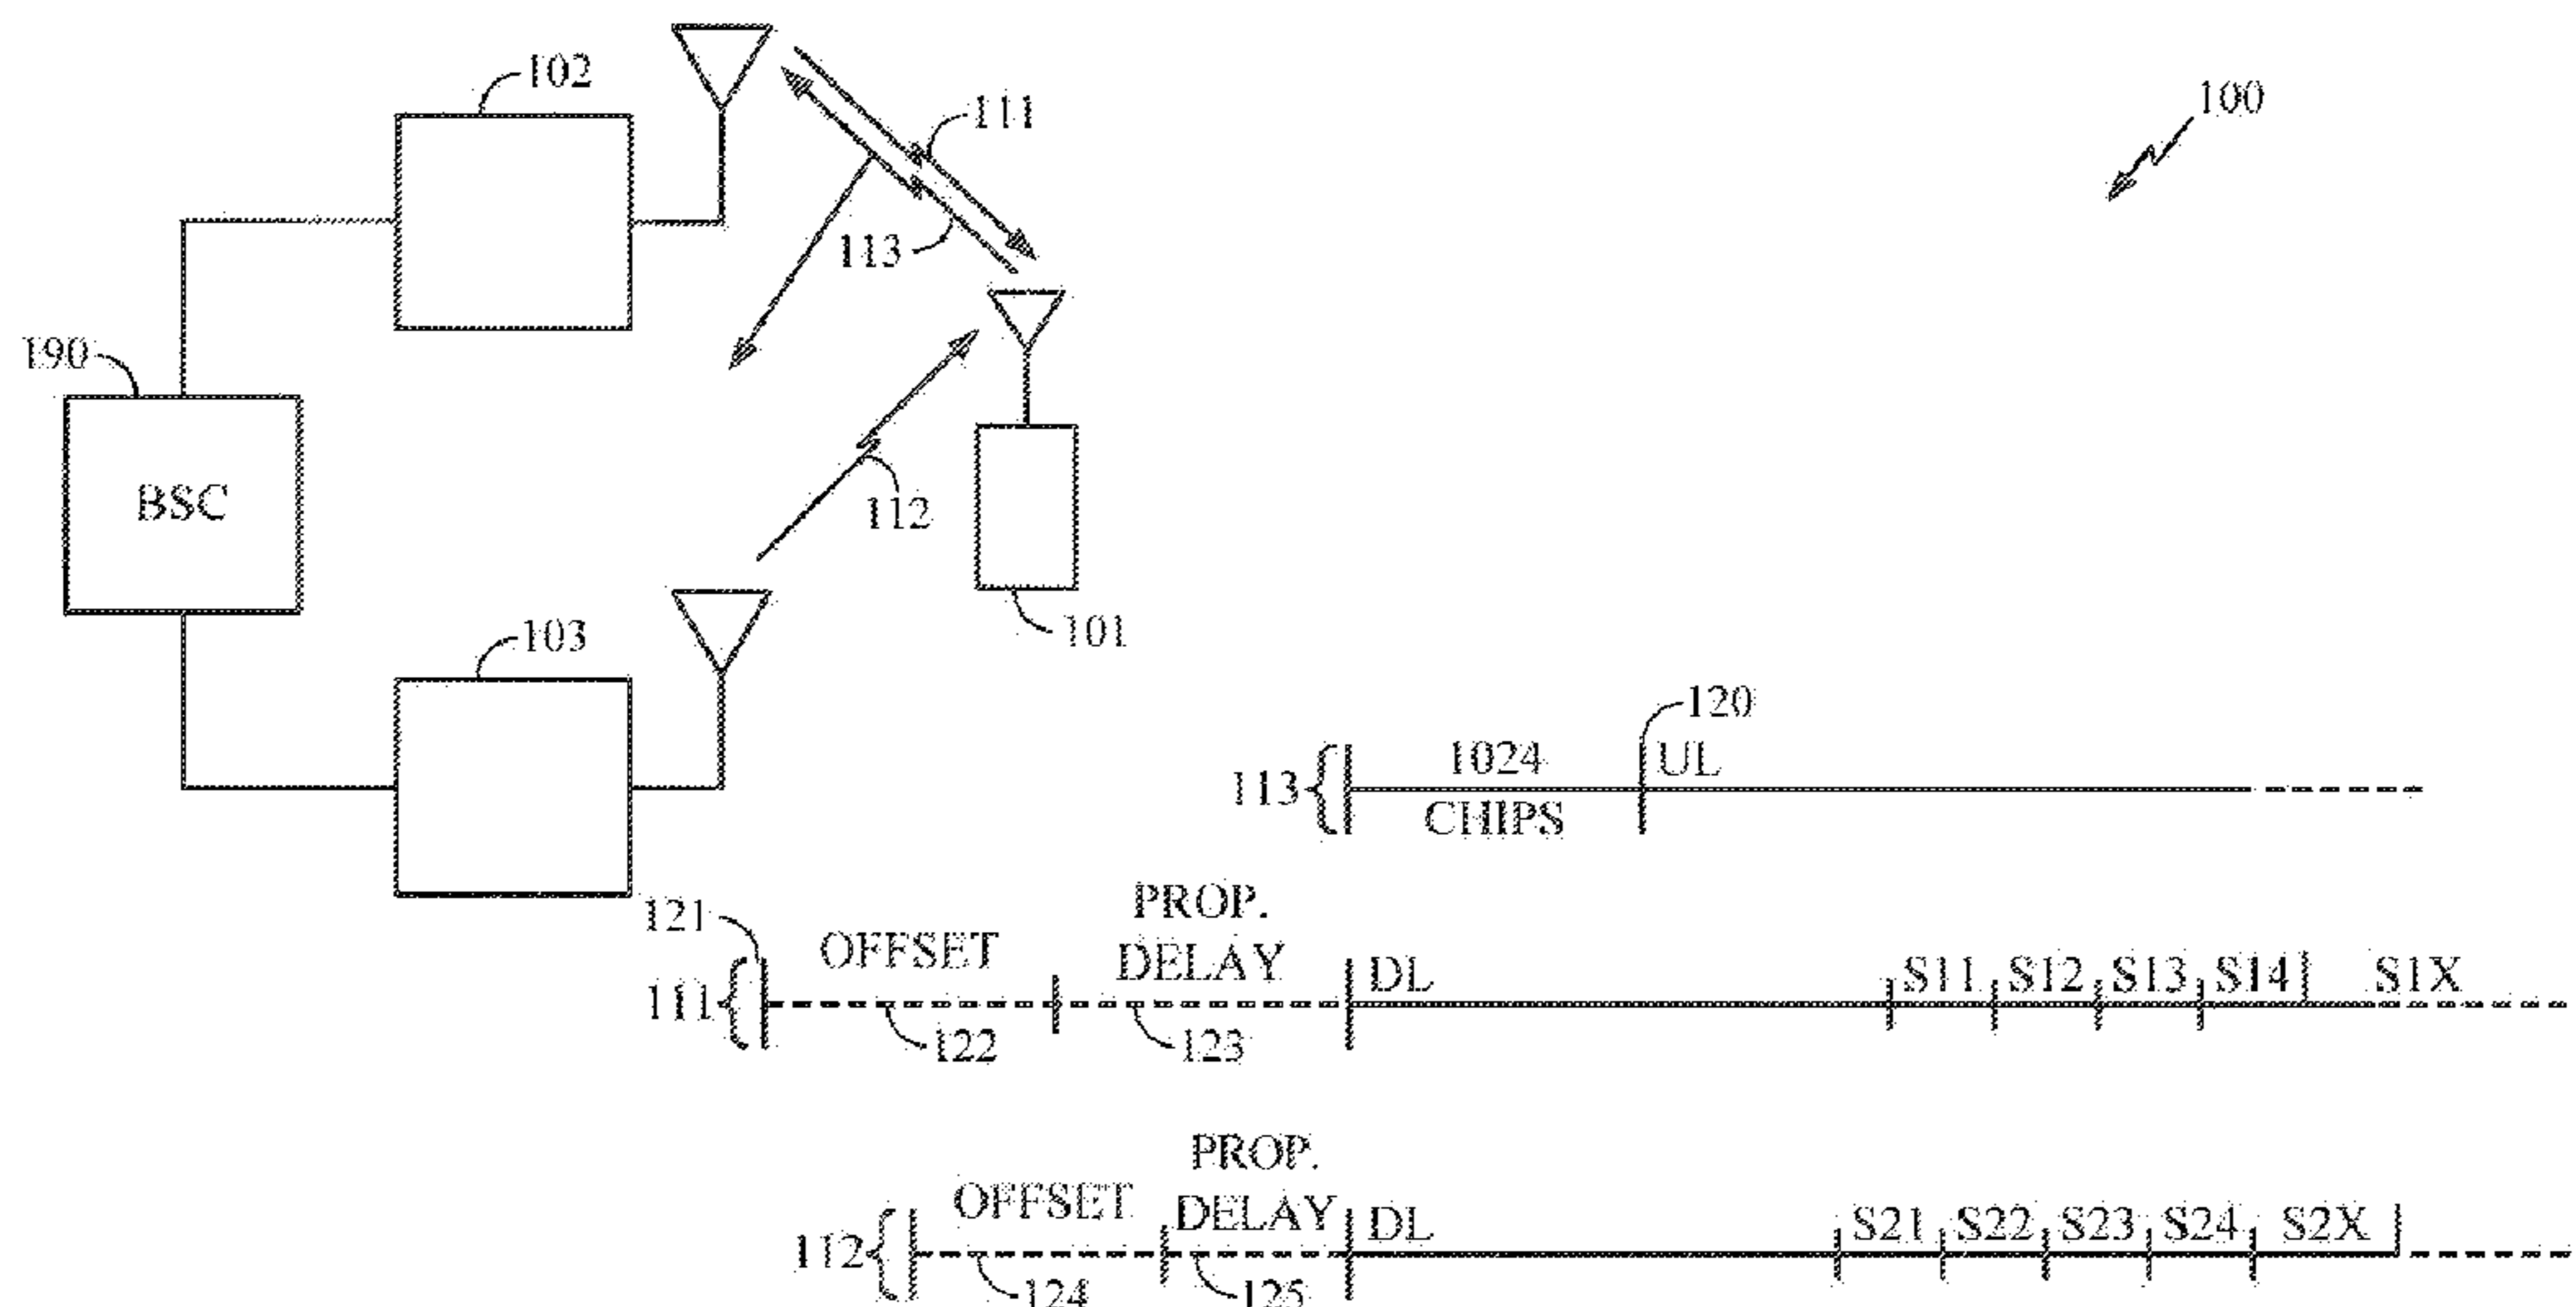 102
111
100
113
190
BSC
112
101
103
120
1024
UL
113
CHIPS
121
OFFSET
PROP.
DELAY
DL
S11
S12
S13
S14
S1X
111
122
123
PROP.
OFFSET
DELAY
DL
S21
S22
S23
S24
S2X
112
124
125